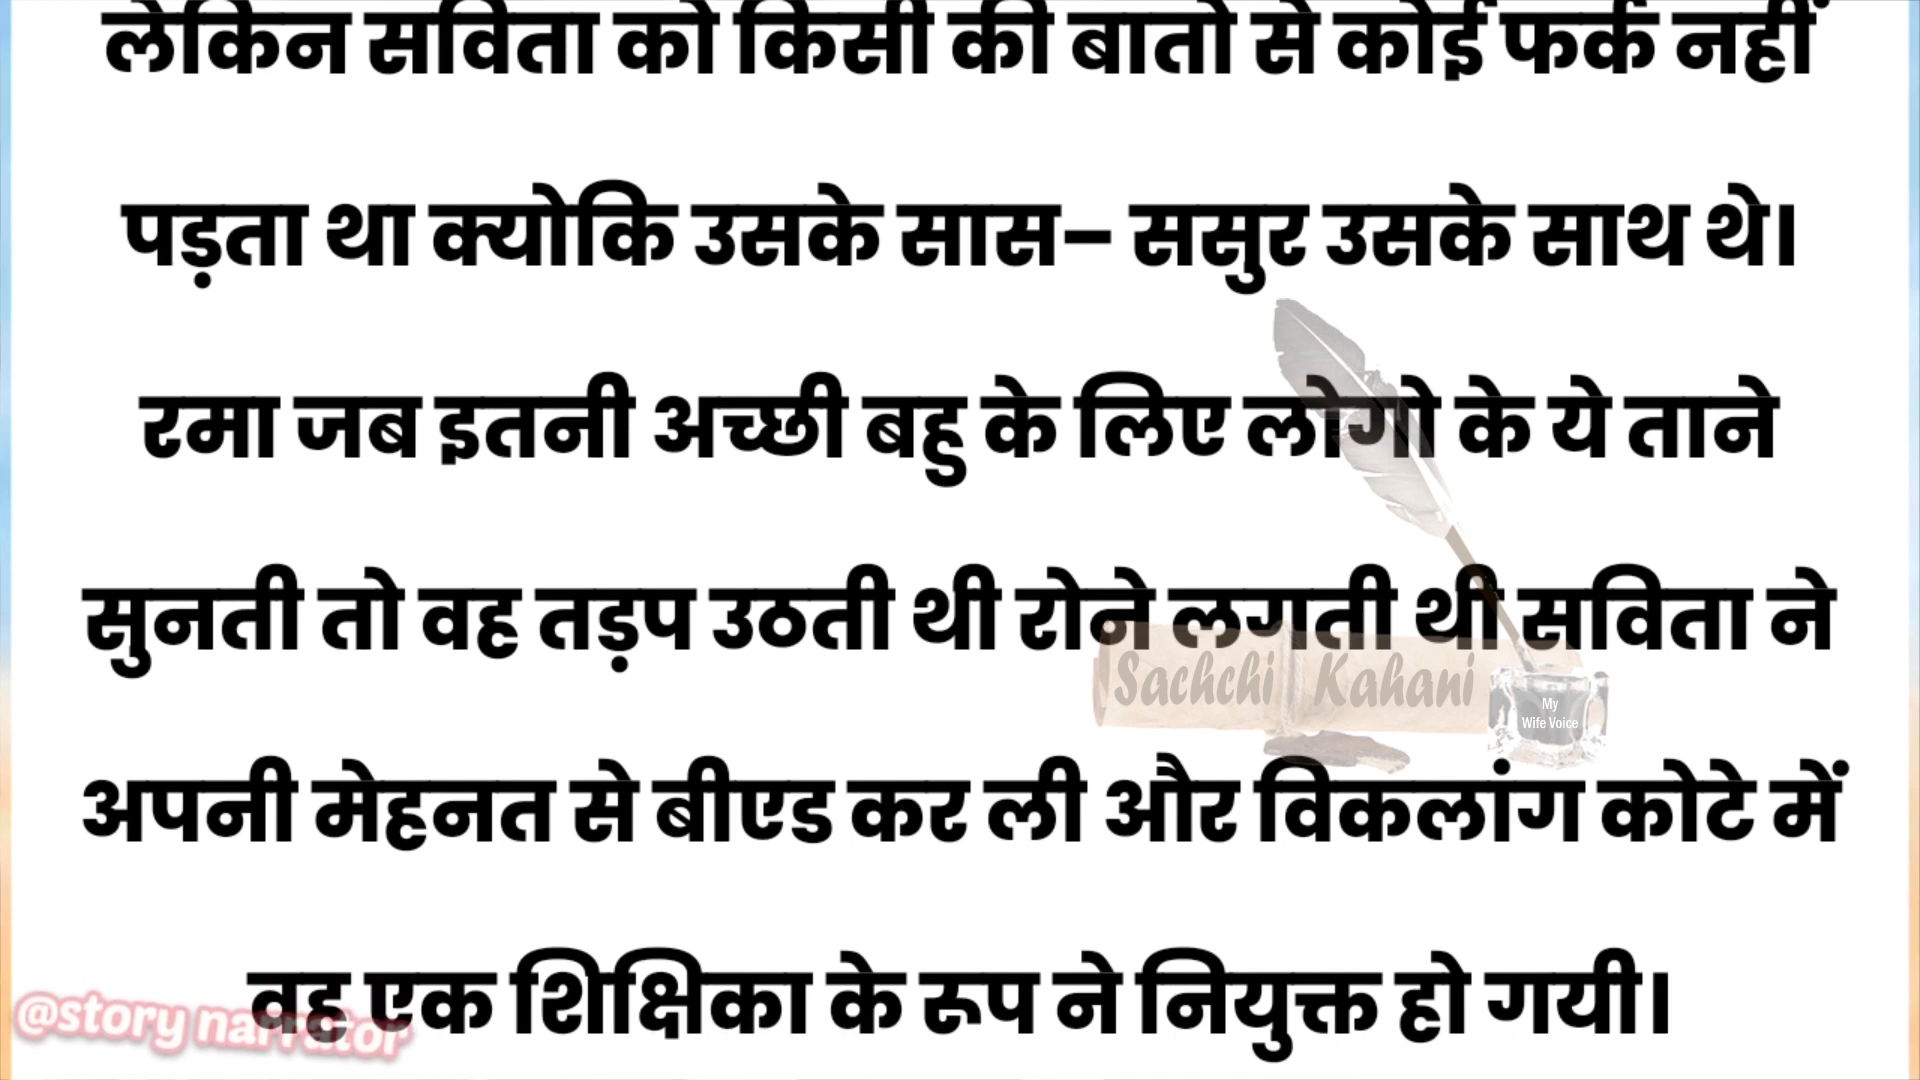 लेकिन सविता को किसी की बातो से कोई फर्क नहीं
पड़ता था क्योकि उसके सास– ससुर उसके साथ थे।
रमा जब इतनी अच्छी बहु के लिए लोगो के ये ताने
सुनती तो वह तड़प उठती थी रोने लगती थी सविता ने
Sachchi Kahani
My
Wife Voice
अपनी मेहनत से बीएड कर ली और विकलांग कोटे में
वह एक शिक्षिका के रूप ने नियुक्त हो गयी।
@story narrator